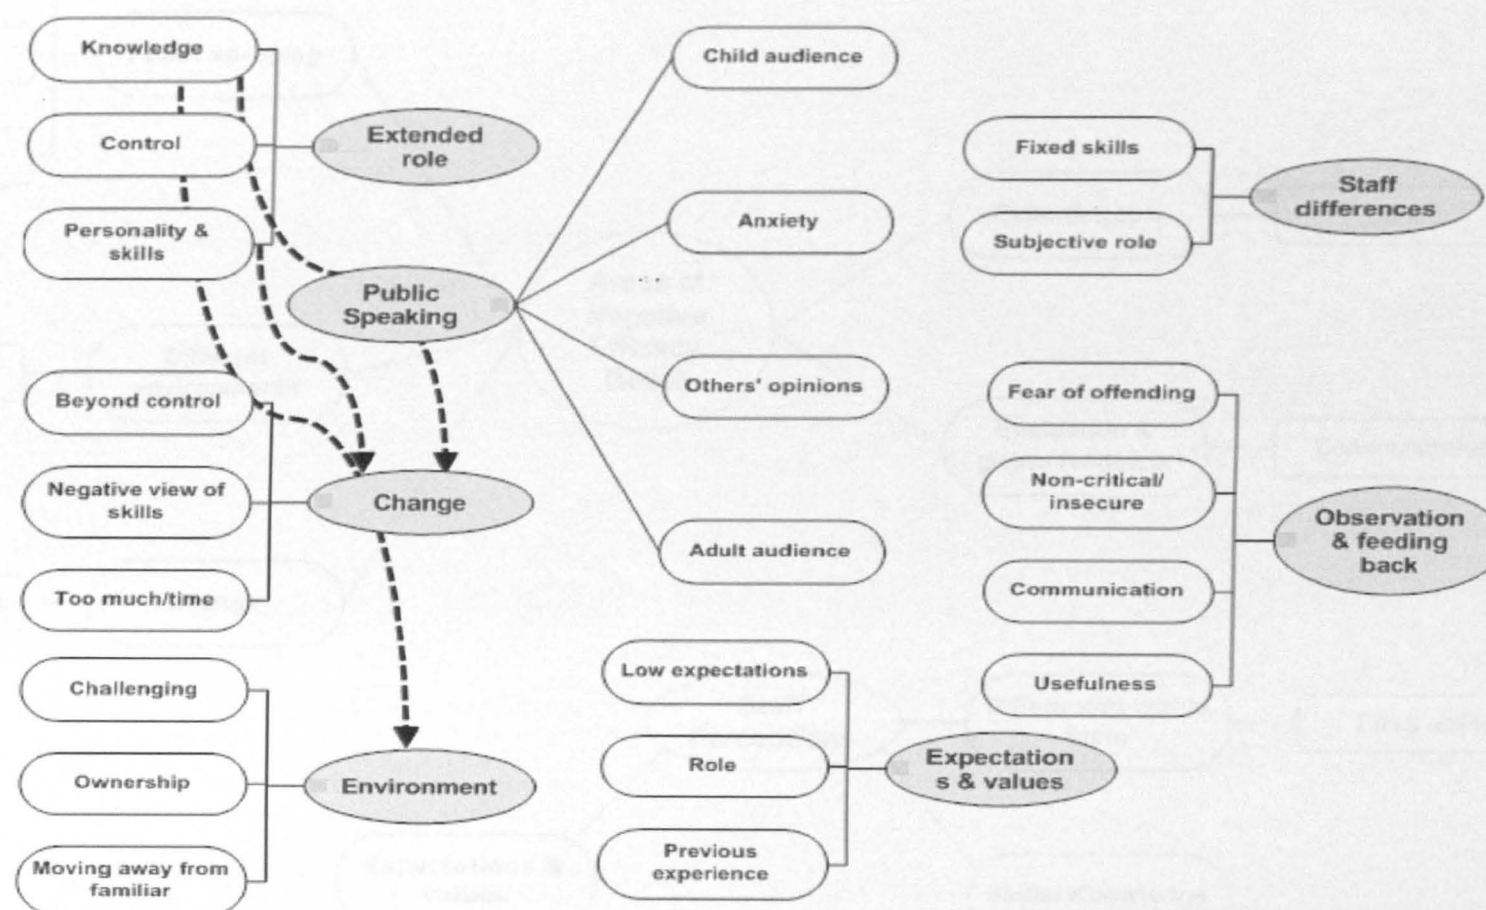 Knowledge
Control
Personality &
skills
Extended
role
Public
Speaking
Child audience
Anxiety
Others' opinions
Adult audience
Fixed skills
Subjective role
Staff
differences
Beyond control
Negative view of
skills
Too much/time
Change
Fear of offending
Non-critical/
insecure
Communication
Usefulness
Observation
& feeding
back
Challenging
Ownership
Moving away from
familiar
Environment
Low expectations
Role
Previous
experience
Expectation
s & values